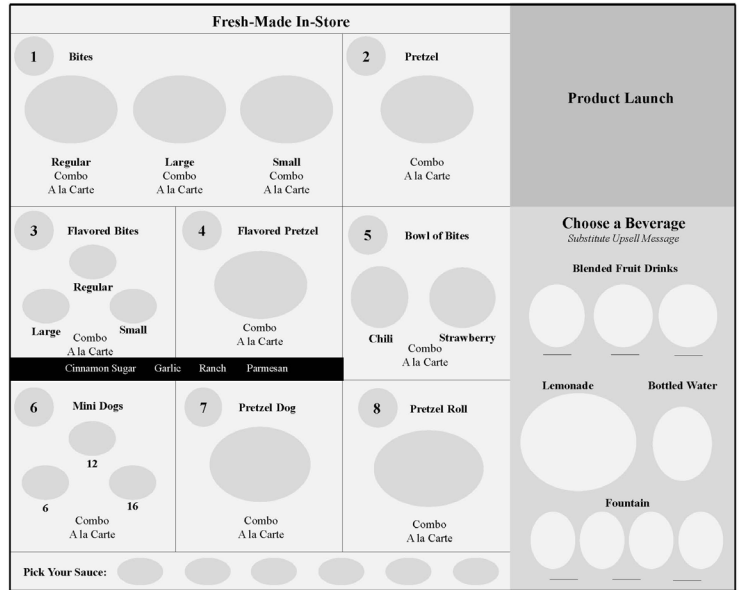 Fresh-Made In-Store
1 Bites
Regular
Combo
A la Carte
Large
Combo
A la Carte
Small
Combo
A la Carte
2 Pretzel
Combo
A la Carte
Product Launch
3 Flavored Bites
Regular
Large
Small
Combo
A la Carte
4 Flavored Pretzel
Combo
A la Carte
Cinnamon Sugar Garlic Ranch Parmesan
5 Bowl of Bites
Chili
Strawberry
Combo
A la Carte
6 Mini Dogs
12
6
16
Combo
A la Carte
7 Pretzel Dog
Combo
A la Carte
8 Pretzel Roll
Combo
A la Carte
Pick Your Sauce:
Choose a Beverage
Substitute Upsell Message
Blended Fruit Drinks
Lemonade
Bottled Water
Fountain